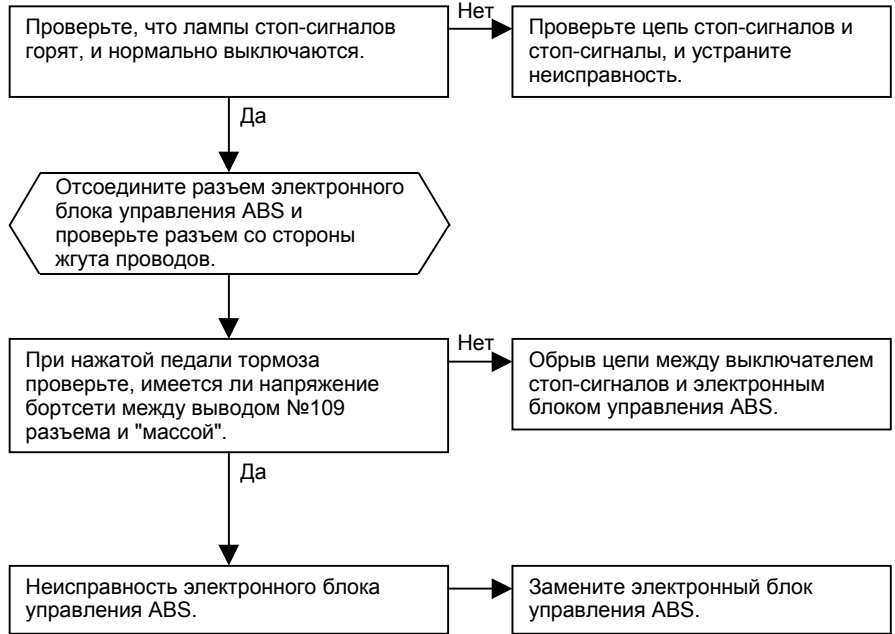 Проверьте, что лампы стоп-сигналов
горят, и нормально выключаются.
Нет
Проверьте цепь стоп-сигналов и
стоп-сигналы, и устраните
неисправность.
Да
Отсоедините разъем электронного
блока управления ABS и
проверьте разъем со стороны
жгута проводов.
При нажатой педали тормоза
проверьте, имеется ли напряжение
бортсети между выводом №109
разъема и "массой".
Нет
Обрыв цепи между выключателем
стоп-сигналов и электронным
блоком управления ABS.
Да
Неисправность электронного блока
управления ABS.
Замените электронный блок
управления ABS.